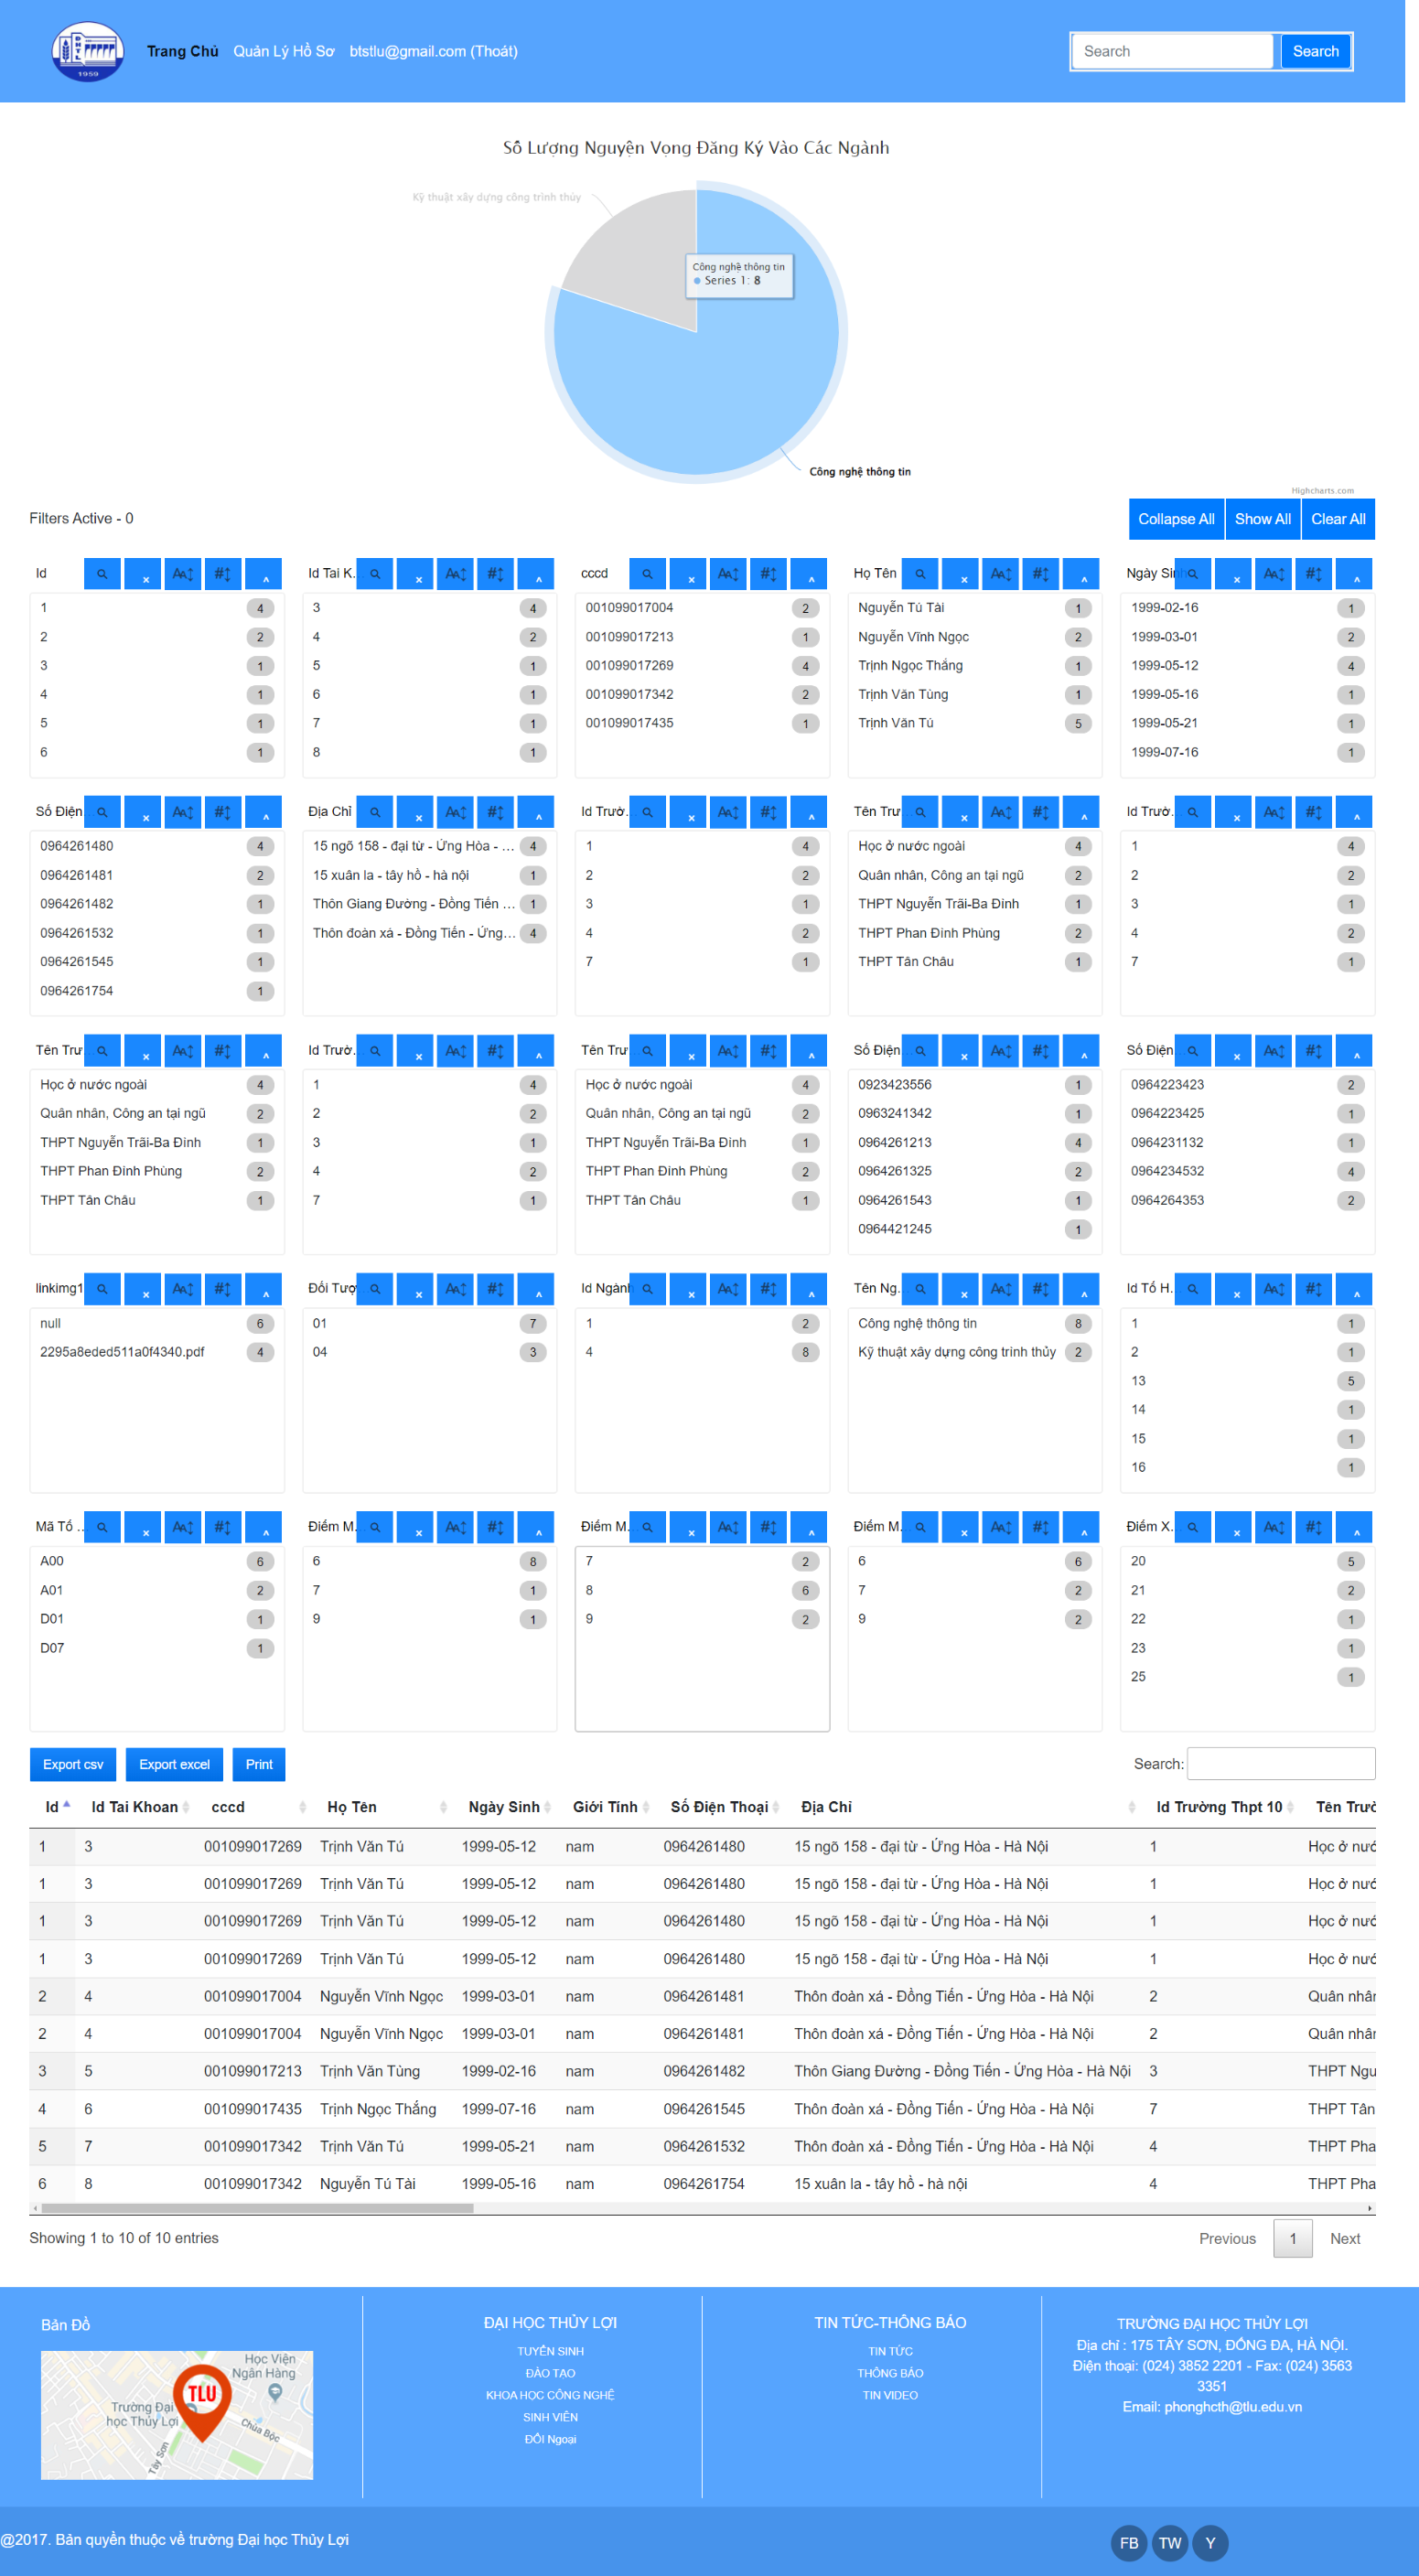 1959
Trang Chủ Quản Lý Hồ Sơ btstlu@gmail.com (Thoát) Search Search
Số Lượng Nguyện Vọng Đăng Ký Vào Các Ngành
Kỹ thuật xây dựng công trình thủy
Công nghệ thông tin
Series 1: 8
Công nghệ thông tin
Highcharts.com
Filters Active - 0 Collapse All Show All Clear All
Id Id Tai K... cccd Họ Tên Ngày Sinh
1 4 3 4 001099017004 2 Nguyễn Tú Tài 1 1999-02-16 1
2 2 4 2 001099017213 1 Nguyễn Vĩnh Ngọc 2 1999-03-01 2
3 1 5 1 001099017269 4 Trịnh Ngọc Thắng 1 1999-05-12 4
4 1 6 1 001099017342 2 Trịnh Văn Tùng 1 1999-05-16 1
5 1 7 1 001099017435 1 Trịnh Văn Tú 5 1999-05-21 1
6 1 8 1 1999-07-16 1
Số Điện Địa Chỉ Id Trườ... Tên Trư Id Trườ...
0964261480 4 15 ngõ 158 - đại từ - Ứng Hòa - ... 4 1 4 Học ở nước ngoài 4 1 4
0964261481 2 15 xuân la - tây hồ - hà nội 1 2 2 Quân nhân, Công an tại ngũ 2 2 2
0964261482 1 Thôn Giang Đường - Đồng Tiến ... 1 3 1 THPT Nguyễn Trãi-Ba Đình 1 3 1
0964261532 1 Thôn đoàn xá - Đồng Tiến - Ứng... 4 4 2 THPT Phan Đình Phùng 2 4 2
0964261545 1 7 1 THPT Tân Châu 1 7 1
0964261754 1
Tên Trư Id Trườ... Tên Trư Số Điện Số Điện
Học ở nước ngoài 4 1 4 Học ở nước ngoài 4 0923423556 1 0964223423 2
Quân nhân, Công an tại ngũ 2 2 2 Quân nhân, Công an tại ngũ 2 0963241342 1 0964223425 1
THPT Nguyễn Trãi-Ba Đình 1 3 1 THPT Nguyễn Trãi-Ba Đình 1 0964261213 4 0964231132 1
THPT Phan Đình Phùng 2 4 2 THPT Phan Đình Phùng 2 0964261325 2 0964234532 4
THPT Tân Châu 1 7 1 THPT Tân Châu 1 0964261543 1 0964264353 2
0964421245 1
linkimg1 Đối Tượ Id Ngành Tên Ng... Id Tổ H...
null 6 01 7 1 2 Công nghệ thông tin 8 1 1
2295a8eded511a0f4340.pdf 4 04 3 4 8 Kỹ thuật xây dựng công trình thủy 2 2 1
13 5
14 1
15 1
16 1
Mã Tổ ... Điểm M... Điểm M... Điểm M... Điểm X...
A00 6 6 8 7 2 6 6 20 5
A01 2 7 1 8 6 7 2 21 2
D01 1 9 1 9 2 9 2 22 1
D07 1 23 1
25 1
Export csv Export excel Print Search:
Id Id Tai Khoan cccd Họ Tên Ngày Sinh Giới Tính Số Điện Thoại Địa Chỉ Id Trường Thpt 10 Tên Trườ
1 3 001099017269 Trịnh Văn Tú 1999-05-12 nam 0964261480 15 ngõ 158 - đại từ - Ứng Hòa - Hà Nội 1 Học ở nướ
1 3 001099017269 Trịnh Văn Tú 1999-05-12 nam 0964261480 15 ngõ 158 - đại từ - Ứng Hòa - Hà Nội 1 Học ở nướ
1 3 001099017269 Trịnh Văn Tú 1999-05-12 nam 0964261480 15 ngõ 158 - đại từ - Ứng Hòa - Hà Nội 1 Học ở nướ
1 3 001099017269 Trịnh Văn Tú 1999-05-12 nam 0964261480 15 ngõ 158 - đại từ - Ứng Hòa - Hà Nội 1 Học ở nướ
2 4 001099017004 Nguyễn Vĩnh Ngọc 1999-03-01 nam 0964261481 Thôn đoàn xá - Đồng Tiến - Ứng Hòa - Hà Nội 2 Quân nhân
2 4 001099017004 Nguyễn Vĩnh Ngọc 1999-03-01 nam 0964261481 Thôn đoàn xá - Đồng Tiến - Ứng Hòa - Hà Nội 2 Quân nhân
3 5 001099017213 Trịnh Văn Tùng 1999-02-16 nam 0964261482 Thôn Giang Đường - Đồng Tiến - Ứng Hòa - Hà Nội 3 THPT Ngu
4 6 001099017435 Trịnh Ngọc Thắng 1999-07-16 nam 0964261545 Thôn đoàn xá - Đồng Tiến - Ứng Hòa - Hà Nội 7 THPT Tân
5 7 001099017342 Trịnh Văn Tú 1999-05-21 nam 0964261532 Thôn đoàn xá - Đồng Tiến - Ứng Hòa - Hà Nội 4 THPT Pha
6 8 001099017342 Nguyễn Tú Tài 1999-05-16 nam 0964261754 15 xuân la - tây hồ - hà nội 4 THPT Pha
Showing 1 to 10 of 10 entries Previous 1 Next
Bản Đồ
Học Viện
Ngân Hàng
TLU
Trường Đại
học Thủy Lợi
Chùa Bộc
Tây Sơn
ĐẠI HỌC THỦY LỢI
TUYỂN SINH
ĐÀO TẠO
KHOA HỌC CÔNG NGHỆ
SINH VIÊN
ĐỐI Ngoại
TIN TỨC-THÔNG BÁO
TIN TỨC
THÔNG BÁO
TIN VIDEO
TRƯỜNG ĐẠI HỌC THỦY LỢI
Địa chỉ : 175 TÂY SƠN, ĐỐNG ĐA, HÀ NỘI.
Điện thoại: (024) 3852 2201 - Fax: (024) 3563
3351
Email: phonghcth@tlu.edu.vn
@2017. Bản quyền thuộc về trường Đại học Thủy Lợi FB TW Y